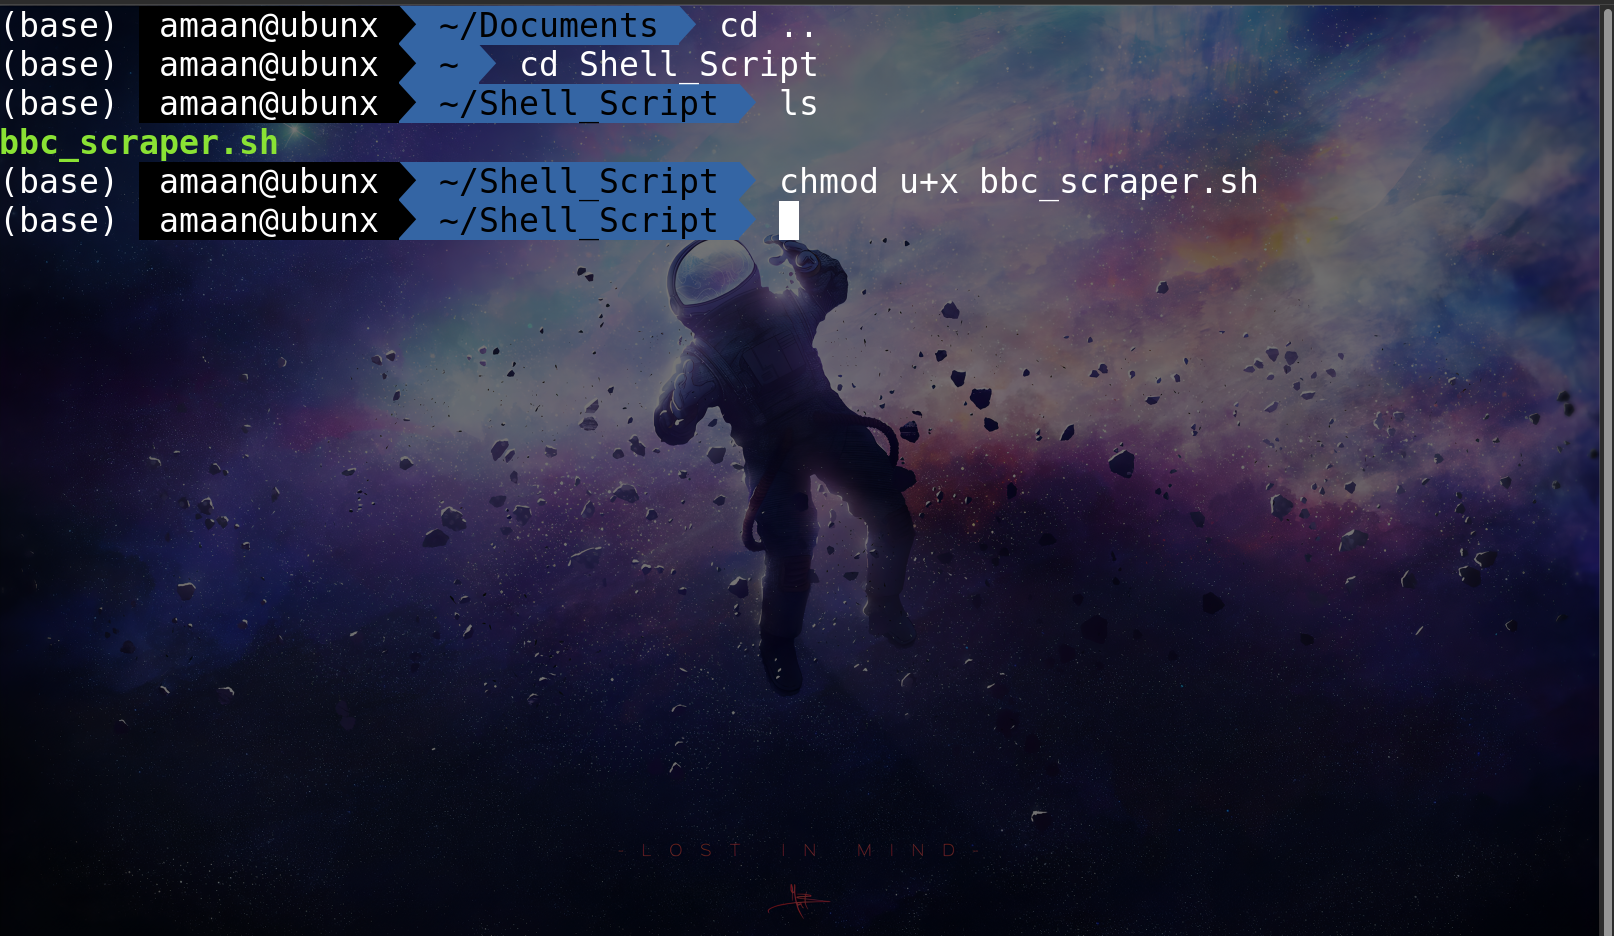 (base) amaan@ubunx ~/Documents cd ..
(base) amaan@ubunx ~ cd Shell_Script
(base) amaan@ubunx ~/Shell_Script ls
bbc_scraper.sh
(base) amaan@ubunx ~/Shell_Script chmod u+x bbc_scraper.sh
(base) amaan@ubunx ~/Shell_Script
- LOST IN MIND -